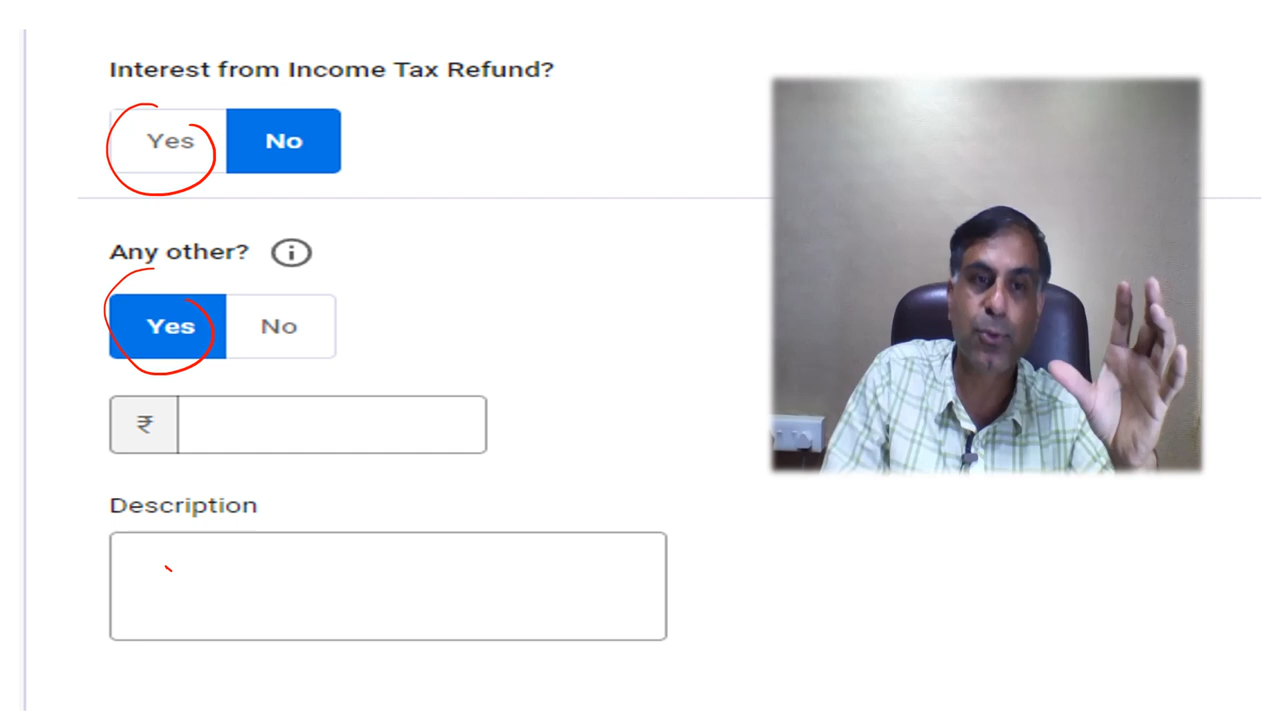 Interest from Income Tax Refund?
Yes No
Any other? i
Yes No
₹
Description